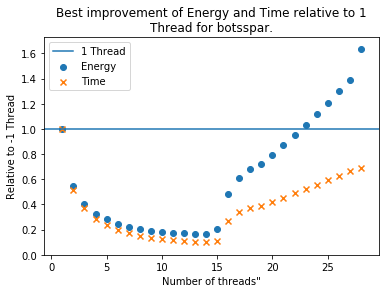 Best improvement of Energy and Time relative to 1
Thread for botsspar.
1 Thread
Energy
Time
Relative to -1 Thread
1.6
1.4
1.2
1.0
0.8
0.6
0.4
0.2
0.0
0 5 10 15 20 25
Number of threads"